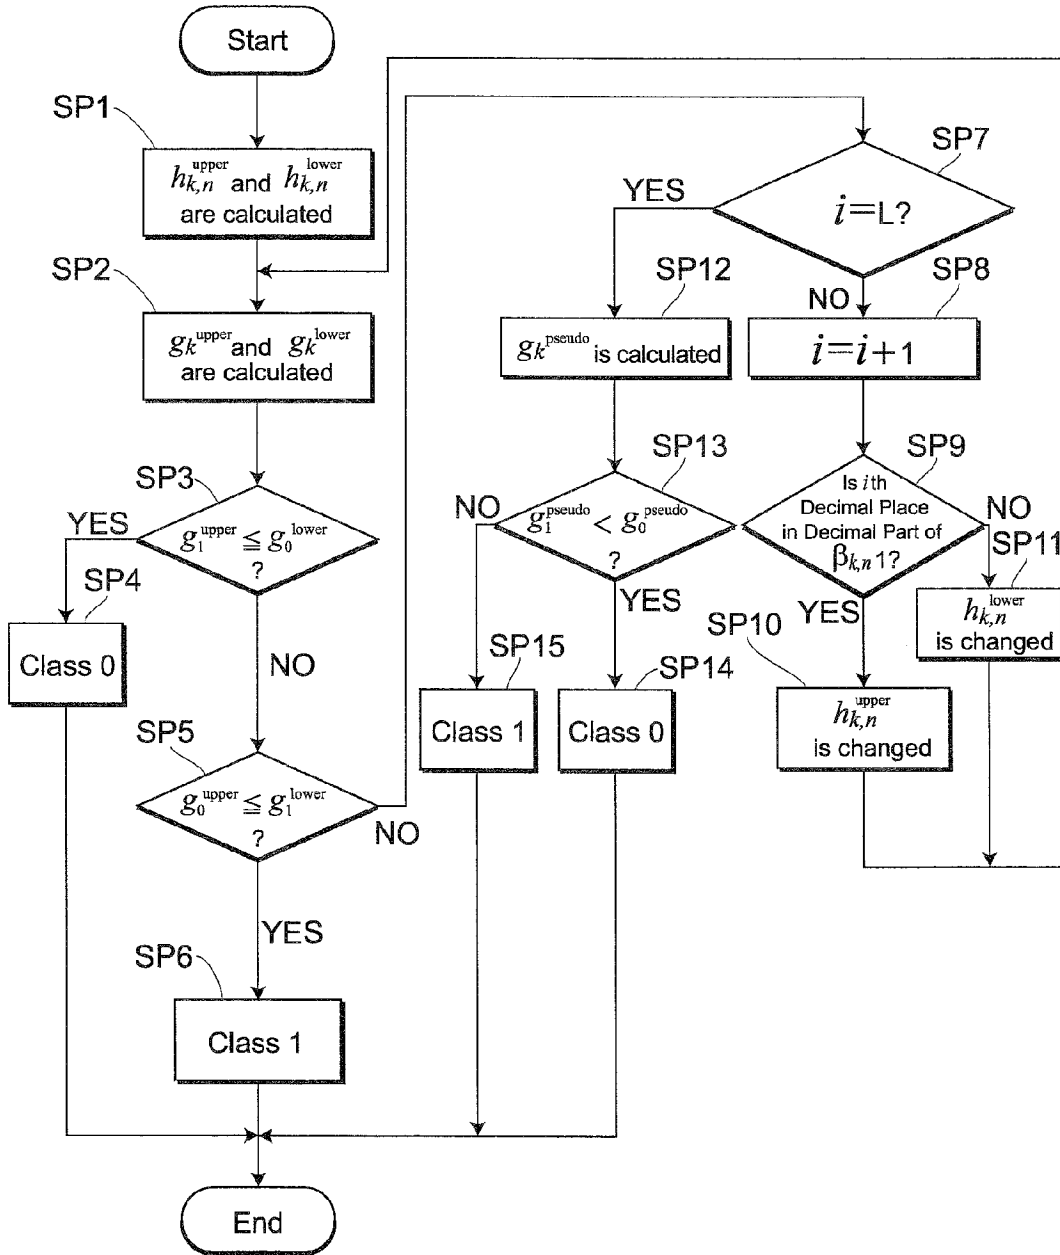 Start
SP1
h_{k,n}^{upper} and h_{k,n}^{lower}
are calculated
SP2
g_k^{upper} and g_k^{lower}
are calculated
SP3
YES
g_1^{upper} ≦ g_0^{lower}
?
SP4
Class 0
NO
SP5
g_0^{upper} ≦ g_1^{lower}
?
NO
YES
SP6
Class 1
End
SP7
YES
i=L?
NO
SP12
g_k^{pseudo} is calculated
SP8
i=i+1
SP13
NO
g_1^{pseudo} < g_0^{pseudo}
?
YES
SP15
Class 1
SP14
Class 0
SP9
Is ith
Decimal Place
in Decimal Part of
β_{k,n} 1?
NO
SP11
h_{k,n}^{lower}
is changed
YES
SP10
h_{k,n}^{upper}
is changed